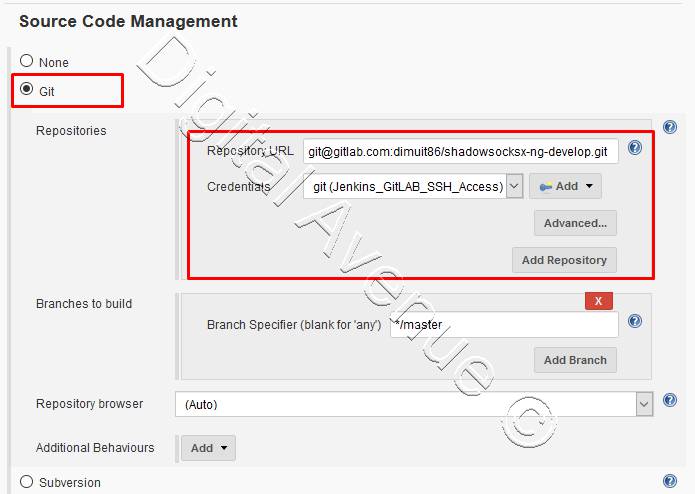 Source Code Management
None
Git
Repositories
Repository URL git@gitlab.com:dimuit86/shadowsocksx-ng-develop.git
Credentials git (Jenkins_GitLAB_SSH_Access) Add
Advanced...
Add Repository
Branches to build
X
Branch Specifier (blank for 'any') */master
Add Branch
Repository browser (Auto)
Additional Behaviours Add
Subversion
Digital Avenue ©